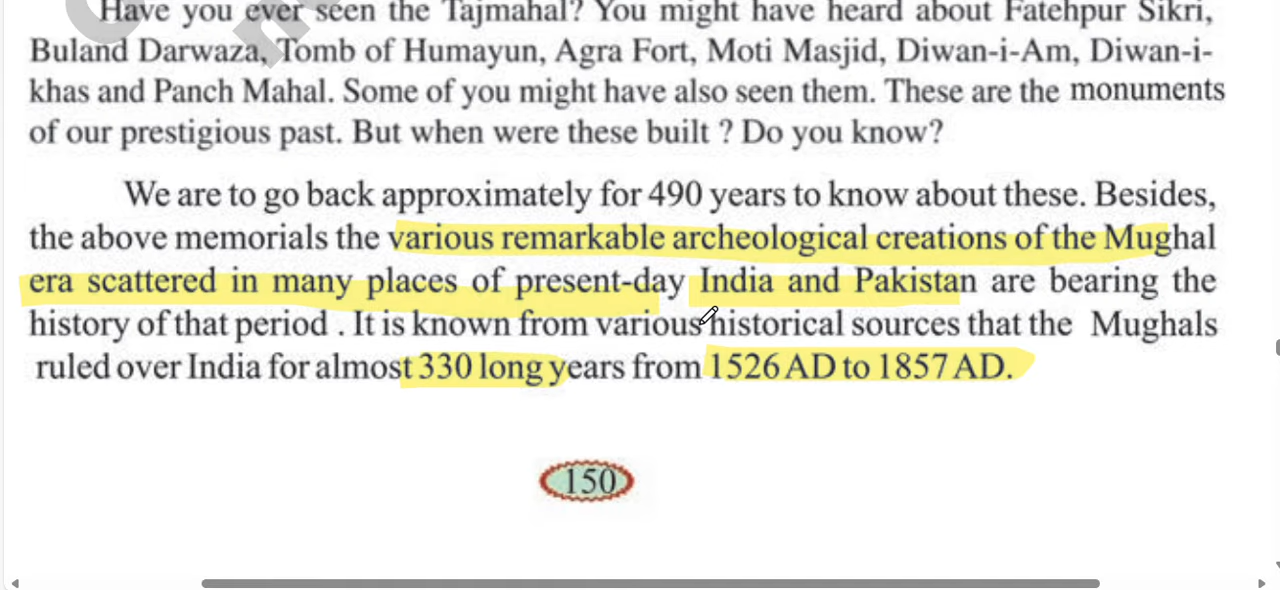 Have you ever seen the Tajmahal? You might have heard about Fatehpur Sikri,
Buland Darwaza, Tomb of Humayun, Agra Fort, Moti Masjid, Diwan-i-Am, Diwan-i-
khas and Panch Mahal. Some of you might have also seen them. These are the monuments
of our prestigious past. But when were these built ? Do you know?
We are to go back approximately for 490 years to know about these. Besides,
the above memorials the various remarkable archeological creations of the Mughal
era scattered in many places of present-day India and Pakistan are bearing the
history of that period . It is known from various historical sources that the Mughals
ruled over India for almost 330 long years from 1526 AD to 1857 AD.
150